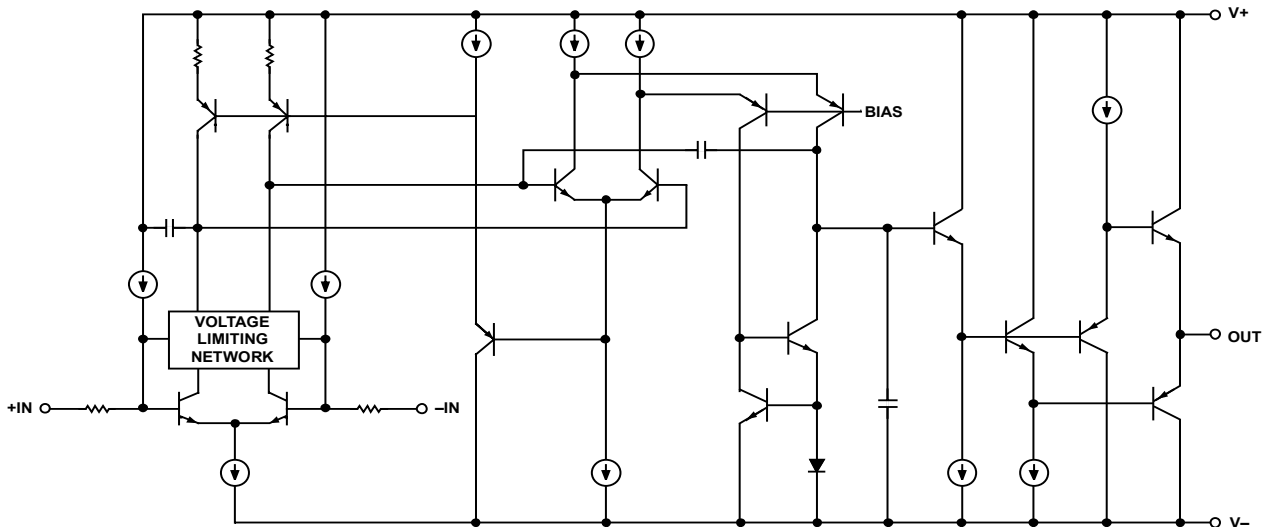 V+
BIAS
VOLTAGE
LIMITING
NETWORK
OUT
+IN
–IN
V–